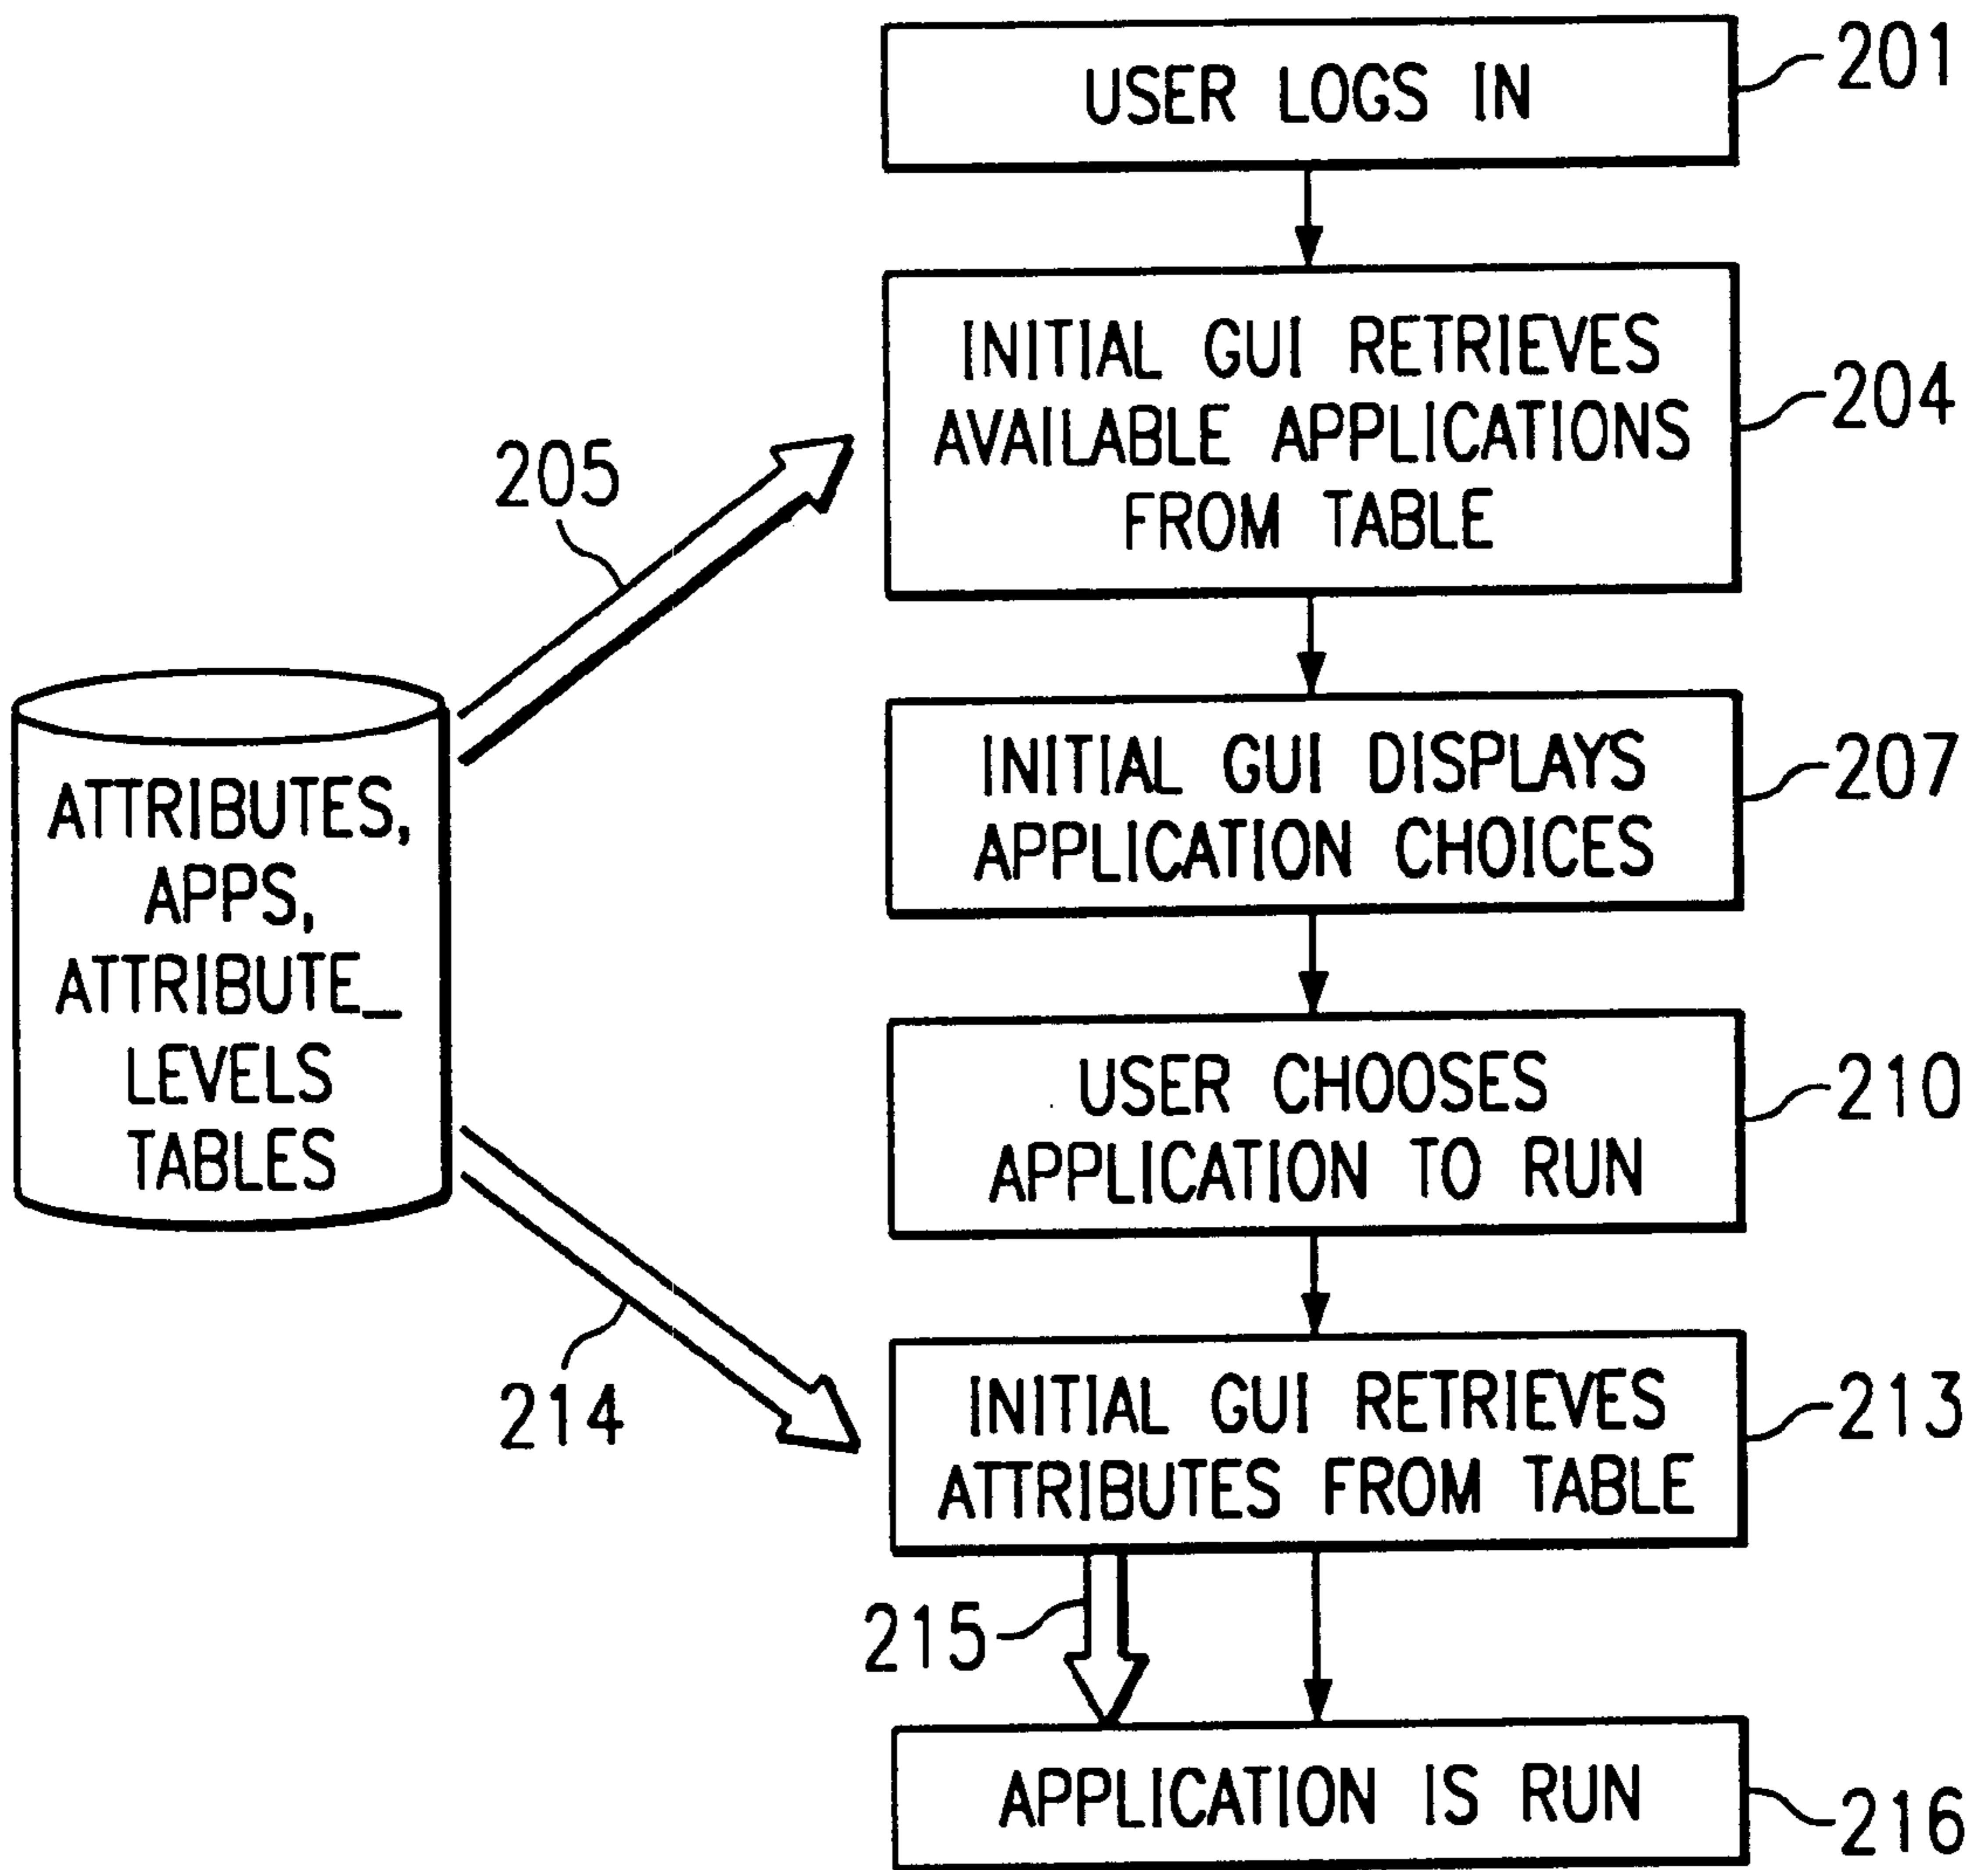 USER LOGS IN
201
INITIAL GUI RETRIEVES
AVAILABLE APPLICATIONS
FROM TABLE
204
205
INITIAL GUI DISPLAYS
APPLICATION CHOICES
207
ATTRIBUTES,
APPS,
ATTRIBUTE_
LEVELS
TABLES
USER CHOOSES
APPLICATION TO RUN
210
214
INITIAL GUI RETRIEVES
ATTRIBUTES FROM TABLE
213
215
APPLICATION IS RUN
216